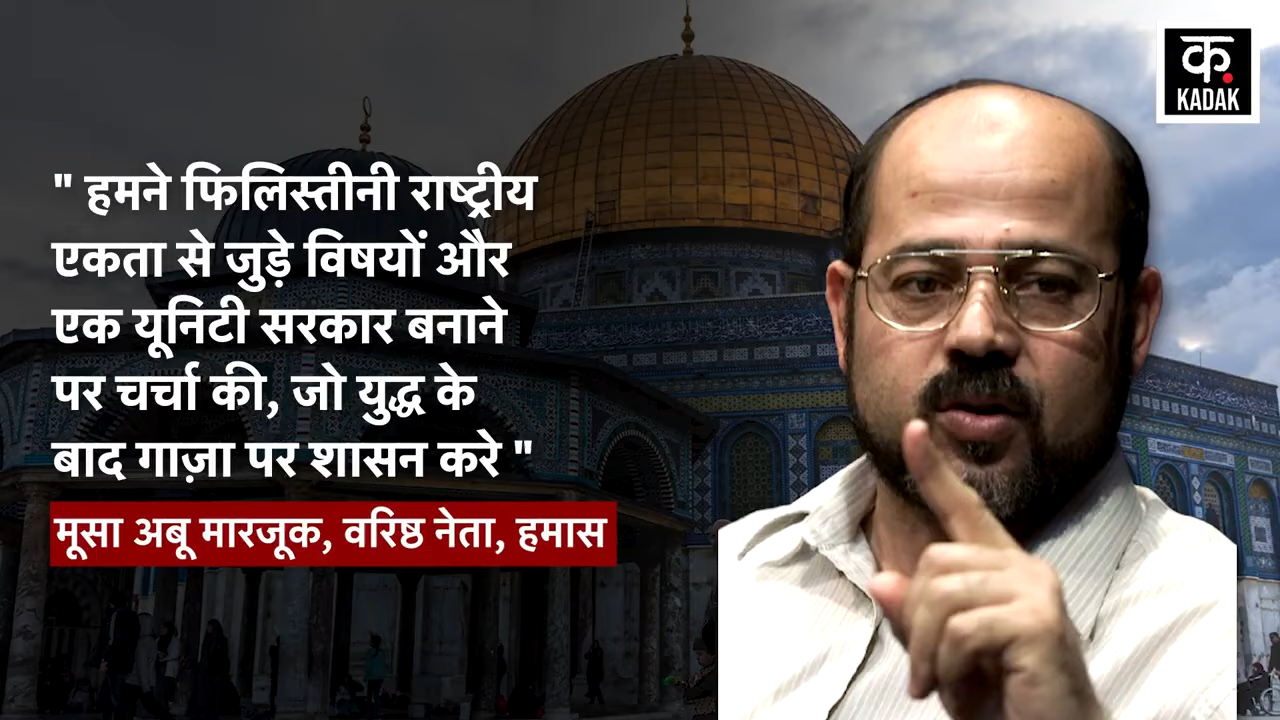 क.
KADAK
" हमने फिलिस्तीनी राष्ट्रीय
एकता से जुड़े विषयों और
एक यूनिटी सरकार बनाने
पर चर्चा की, जो युद्ध के
बाद गाज़ा पर शासन करे "
मूसा अबू मारजूक, वरिष्ठ नेता, हमास